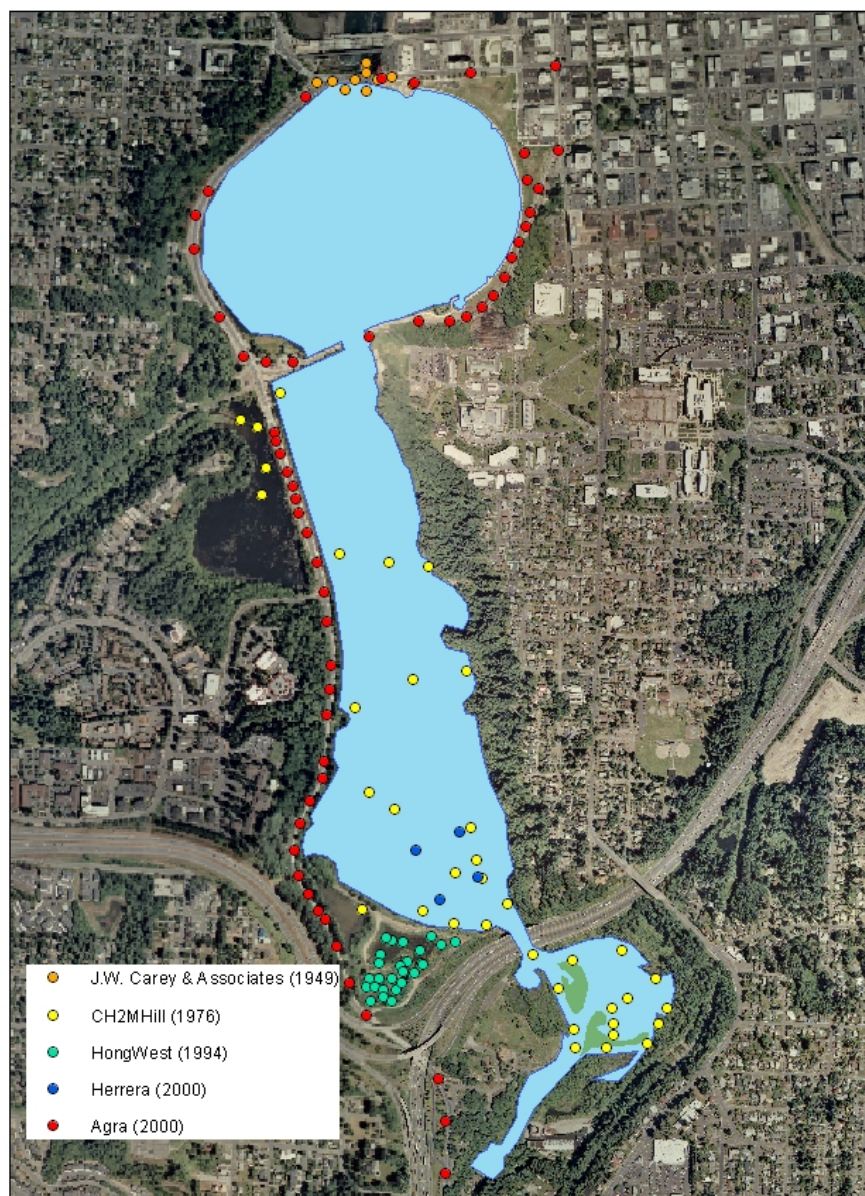 J.W. Carey & Associates (1949)
CH2MHill (1976)
HongWest (1994)
Herrera (2000)
Agra (2000)